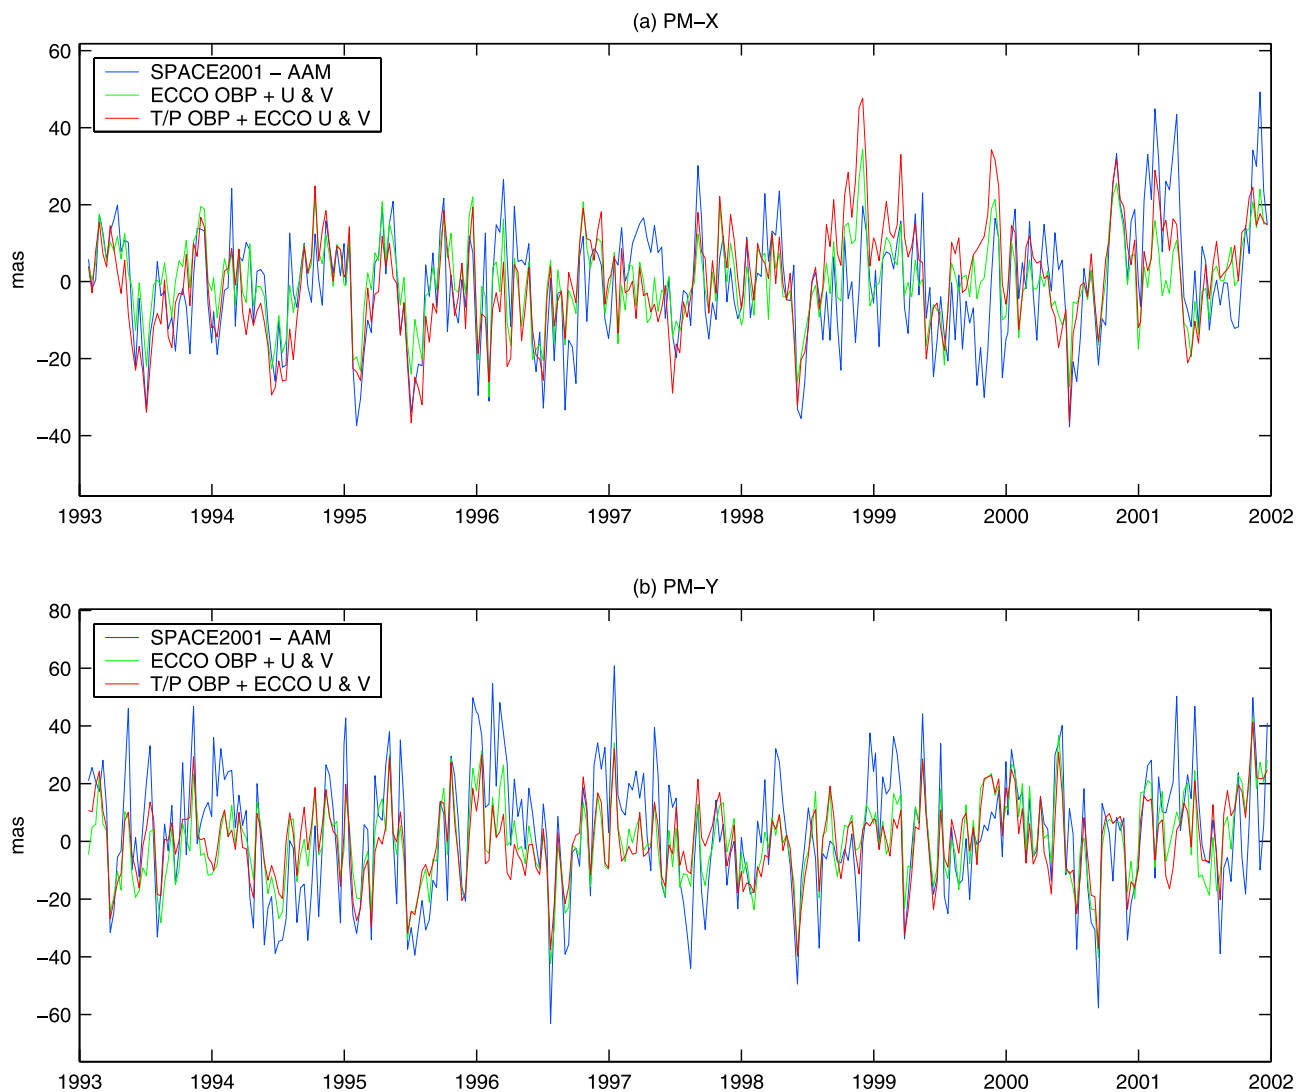 (a) PM−X
60
40
20
0
−20
−40
mas
SPACE2001 − AAM
ECCO OBP + U & V
T/P OBP + ECCO U & V
1993 1994 1995 1996 1997 1998 1999 2000 2001 2002
(b) PM−Y
80
60
40
20
0
−20
−40
−60
mas
SPACE2001 − AAM
ECCO OBP + U & V
T/P OBP + ECCO U & V
1993 1994 1995 1996 1997 1998 1999 2000 2001 2002